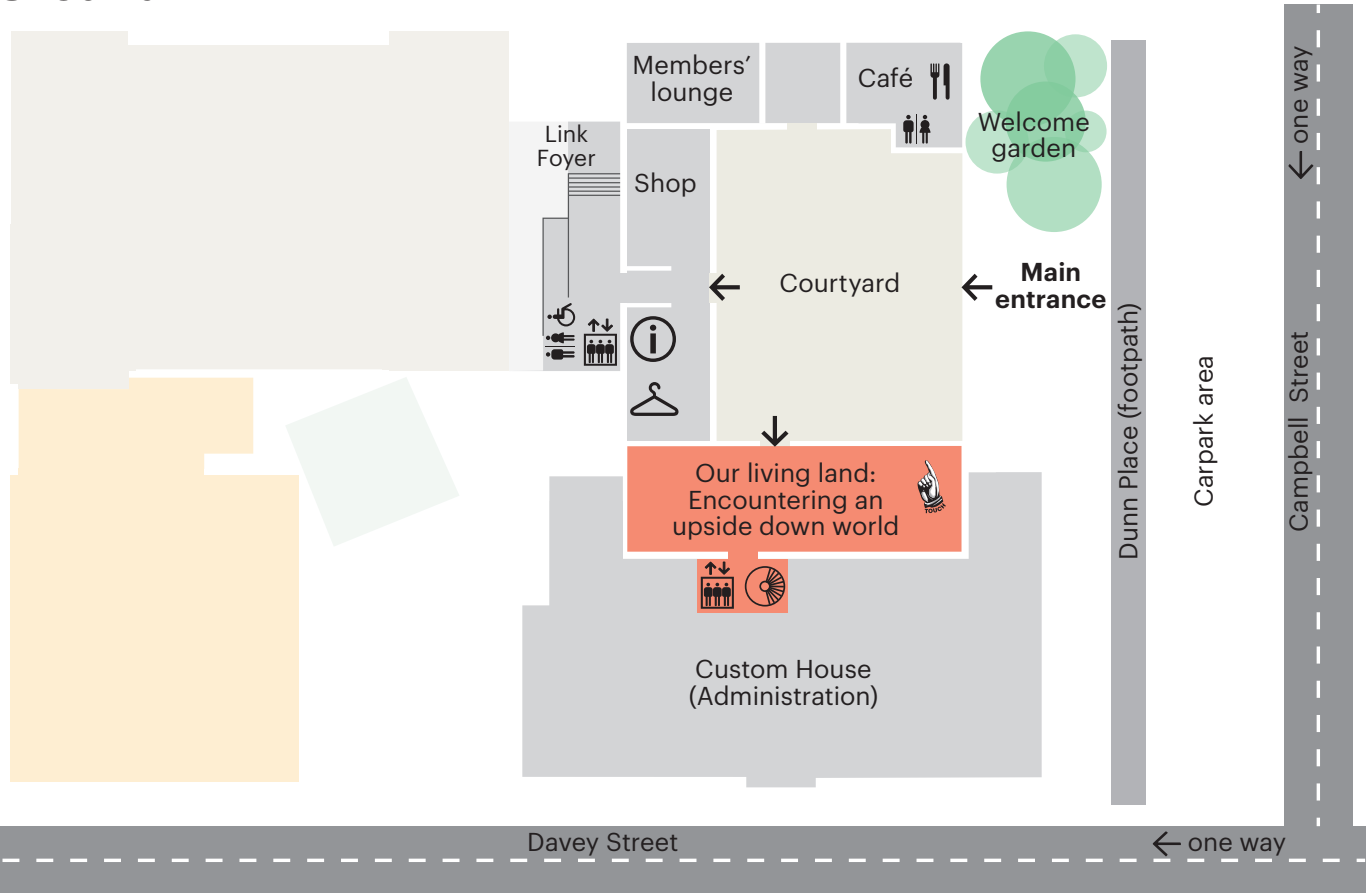 Members’
lounge
Café
Welcome
garden
← one way
Link
Foyer
Shop
Courtyard
Main
entrance
Our living land:
Encountering an
upside down world
TOUCH
Dunn Place (footpath)
Carpark area
Campbell Street
Custom House
(Administration)
Davey Street
← one way